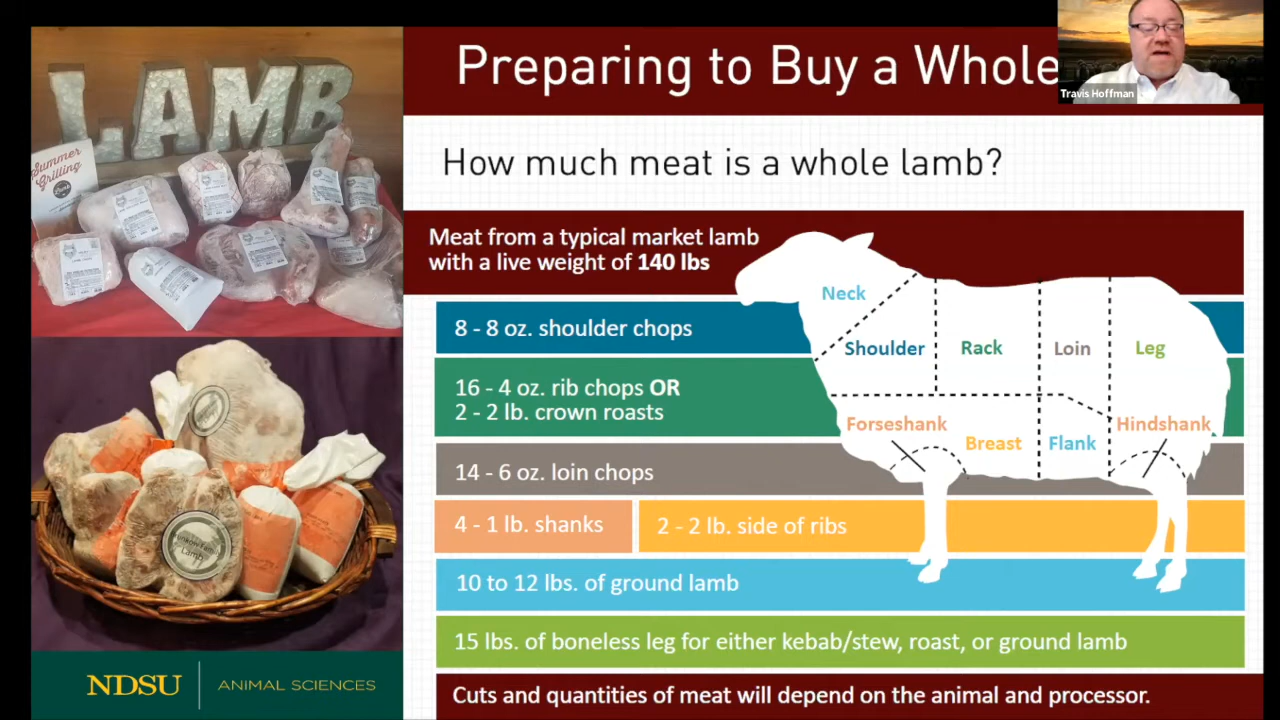 Preparing to Buy a Whole
Travis Hoffman
LAMB
Summer
Grilling
How much meat is a whole lamb?
Meat from a typical market lamb
with a live weight of 140 lbs
8 - 8 oz. shoulder chops
16 - 4 oz. rib chops OR
2 - 2 lb. crown roasts
14 - 6 oz. loin chops
4 - 1 lb. shanks
2 - 2 lb. side of ribs
10 to 12 lbs. of ground lamb
15 lbs. of boneless leg for either kebab/stew, roast, or ground lamb
Cuts and quantities of meat will depend on the animal and processor.
Neck
Shoulder
Rack
Loin
Leg
Forseshank
Breast
Flank
Hindshank
Lamb
NDSU
ANIMAL SCIENCES